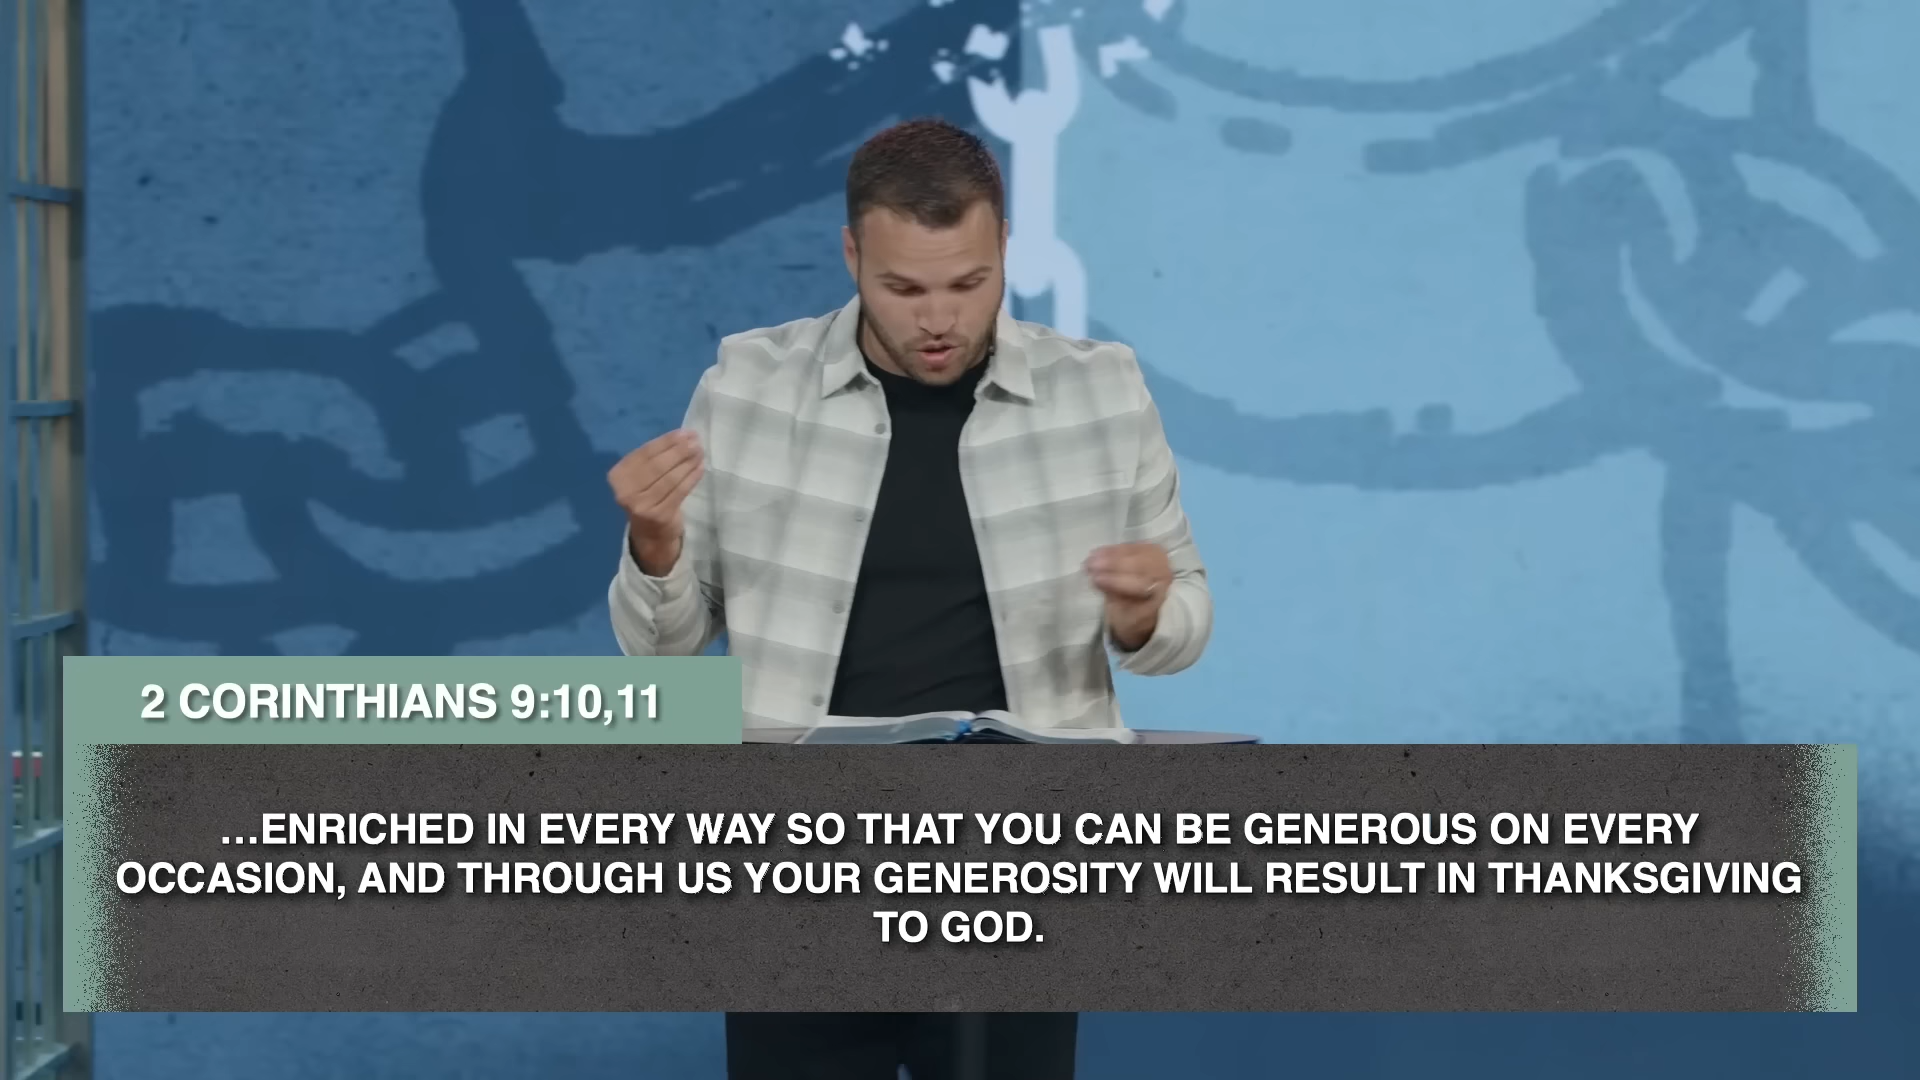 2 CORINTHIANS 9:10,11
...ENRICHED IN EVERY WAY SO THAT YOU CAN BE GENEROUS ON EVERY
OCCASION, AND THROUGH US YOUR GENEROSITY WILL RESULT IN THANKSGIVING
TO GOD.